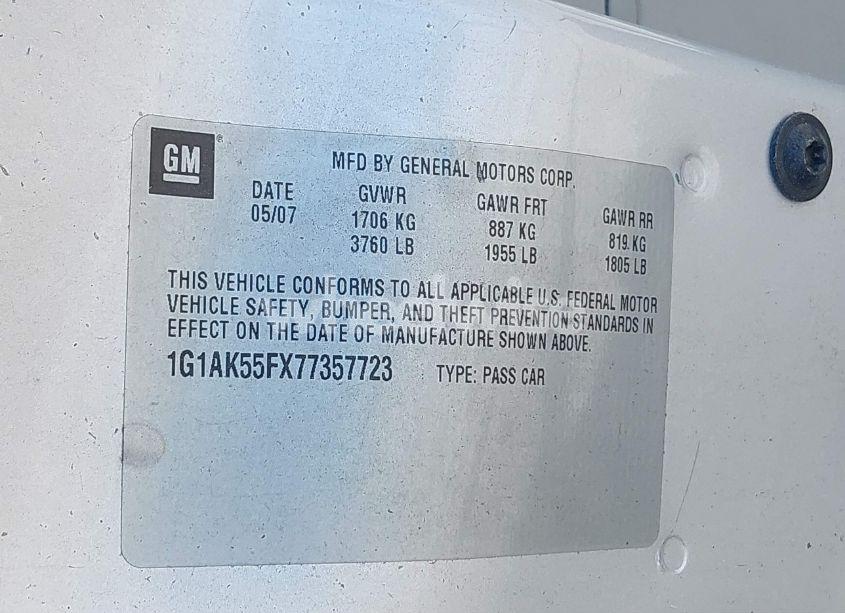 GM
MFD BY GENERAL MOTORS CORP.
DATE GVWR GAWR FRT GAWR RR
05/07 1706 KG 887 KG 819 KG
3760 LB 1955 LB 1805 LB
THIS VEHICLE CONFORMS TO ALL APPLICABLE U.S. FEDERAL MOTOR
VEHICLE SAFETY, BUMPER, AND THEFT PREVENTION STANDARDS IN
EFFECT ON THE DATE OF MANUFACTURE SHOWN ABOVE.
1G1AK55FX77357723 TYPE: PASS CAR